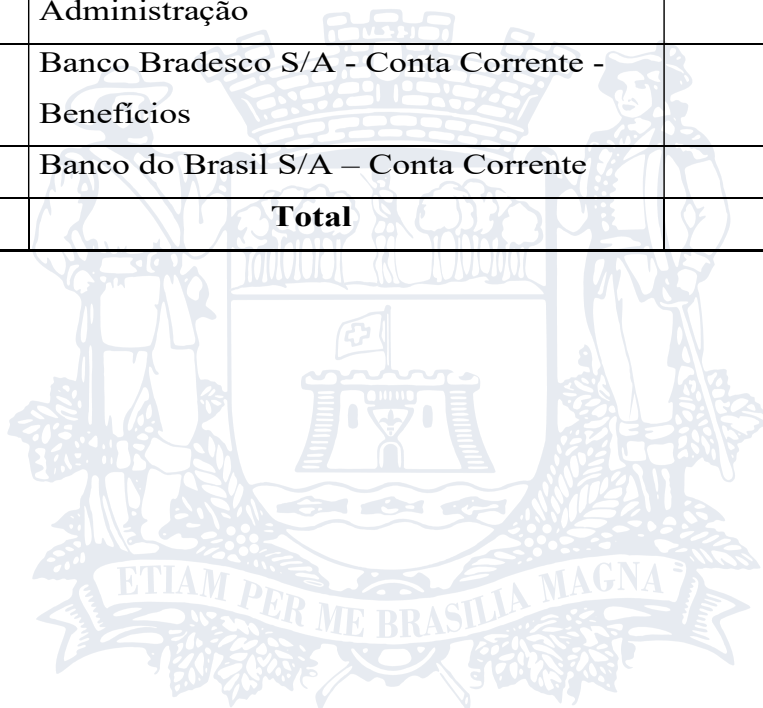 Administração
Banco Bradesco S/A - Conta Corrente -
Benefícios
Banco do Brasil S/A – Conta Corrente
Total
ETIAM PER ME BRASILIA MAGNA